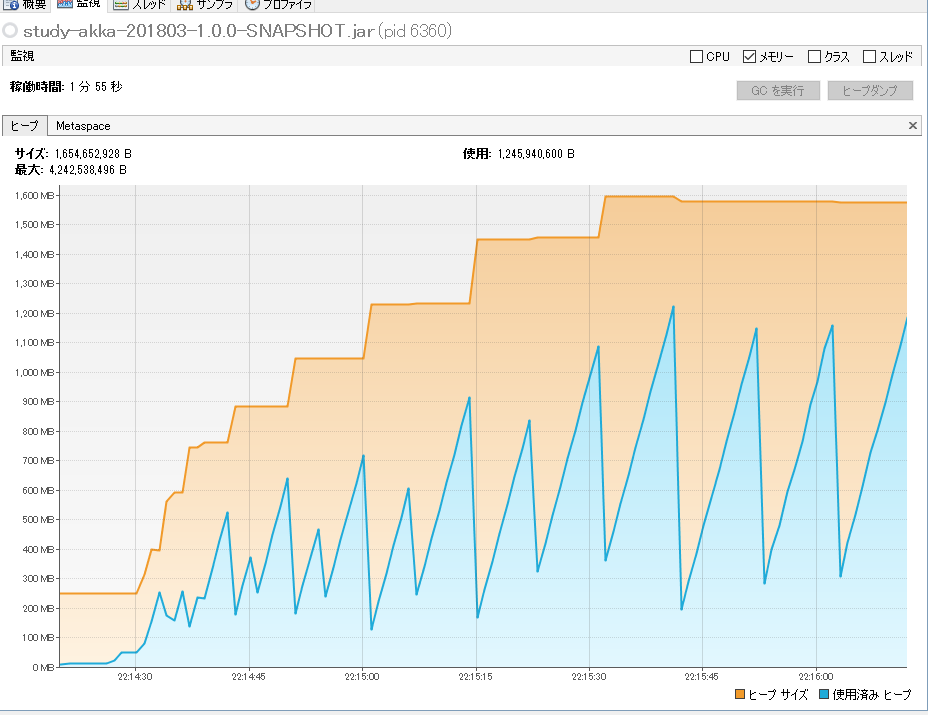 概要 監視 スレッド サンプラ プロファイラ
study-akka-201803-1.0.0-SNAPSHOT.jar (pid 6360)
監視 CPU メモリー クラス スレッド
稼働時間: 1 分 55 秒
GC を実行 ヒープダンプ
ヒープ Metaspace
サイズ: 1,654,652,928 B 使用: 1,245,940,600 B
最大: 4,242,538,496 B
1,600 MB
1,500 MB
1,400 MB
1,300 MB
1,200 MB
1,100 MB
1,000 MB
900 MB
800 MB
700 MB
600 MB
500 MB
400 MB
300 MB
200 MB
100 MB
0 MB
22:14:30 22:14:45 22:15:00 22:15:15 22:15:30 22:15:45 22:16:00
ヒープ サイズ 使用済み ヒープ